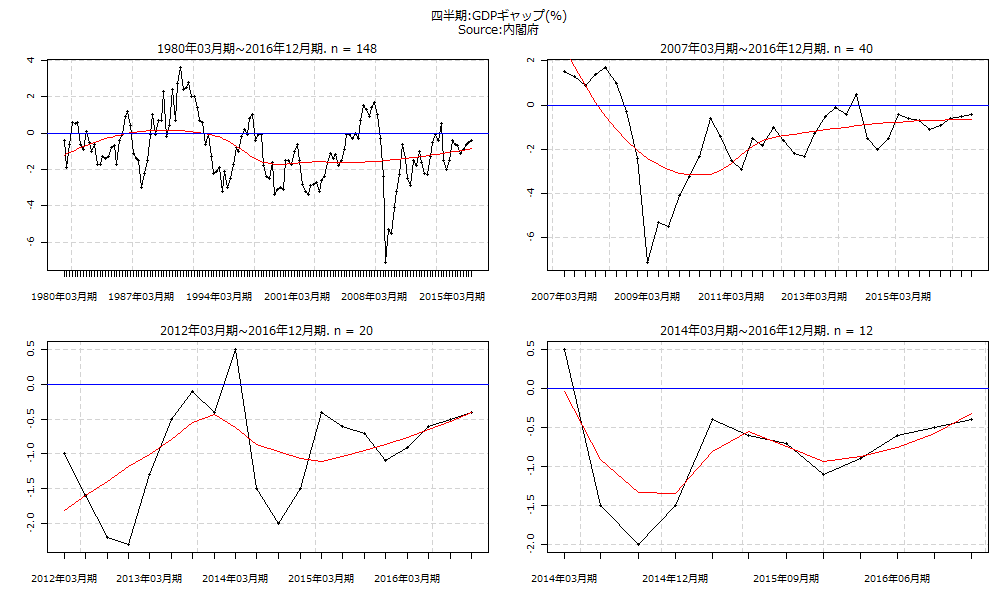 四半期:GDPギャップ(%)
Source:内閣府
1980年03月期~2016年12月期. n = 148
4
2
0
-2
-4
-6
1980年03月期 1987年03月期 1994年03月期 2001年03月期 2008年03月期 2015年03月期
2007年03月期~2016年12月期. n = 40
2
0
-2
-4
-6
2007年03月期 2009年03月期 2011年03月期 2013年03月期 2015年03月期
2012年03月期~2016年12月期. n = 20
0.5
0.0
-0.5
-1.0
-1.5
-2.0
2012年03月期 2013年03月期 2014年03月期 2015年03月期 2016年03月期
2014年03月期~2016年12月期. n = 12
0.5
0.0
-0.5
-1.0
-1.5
-2.0
2014年03月期 2014年12月期 2015年09月期 2016年06月期